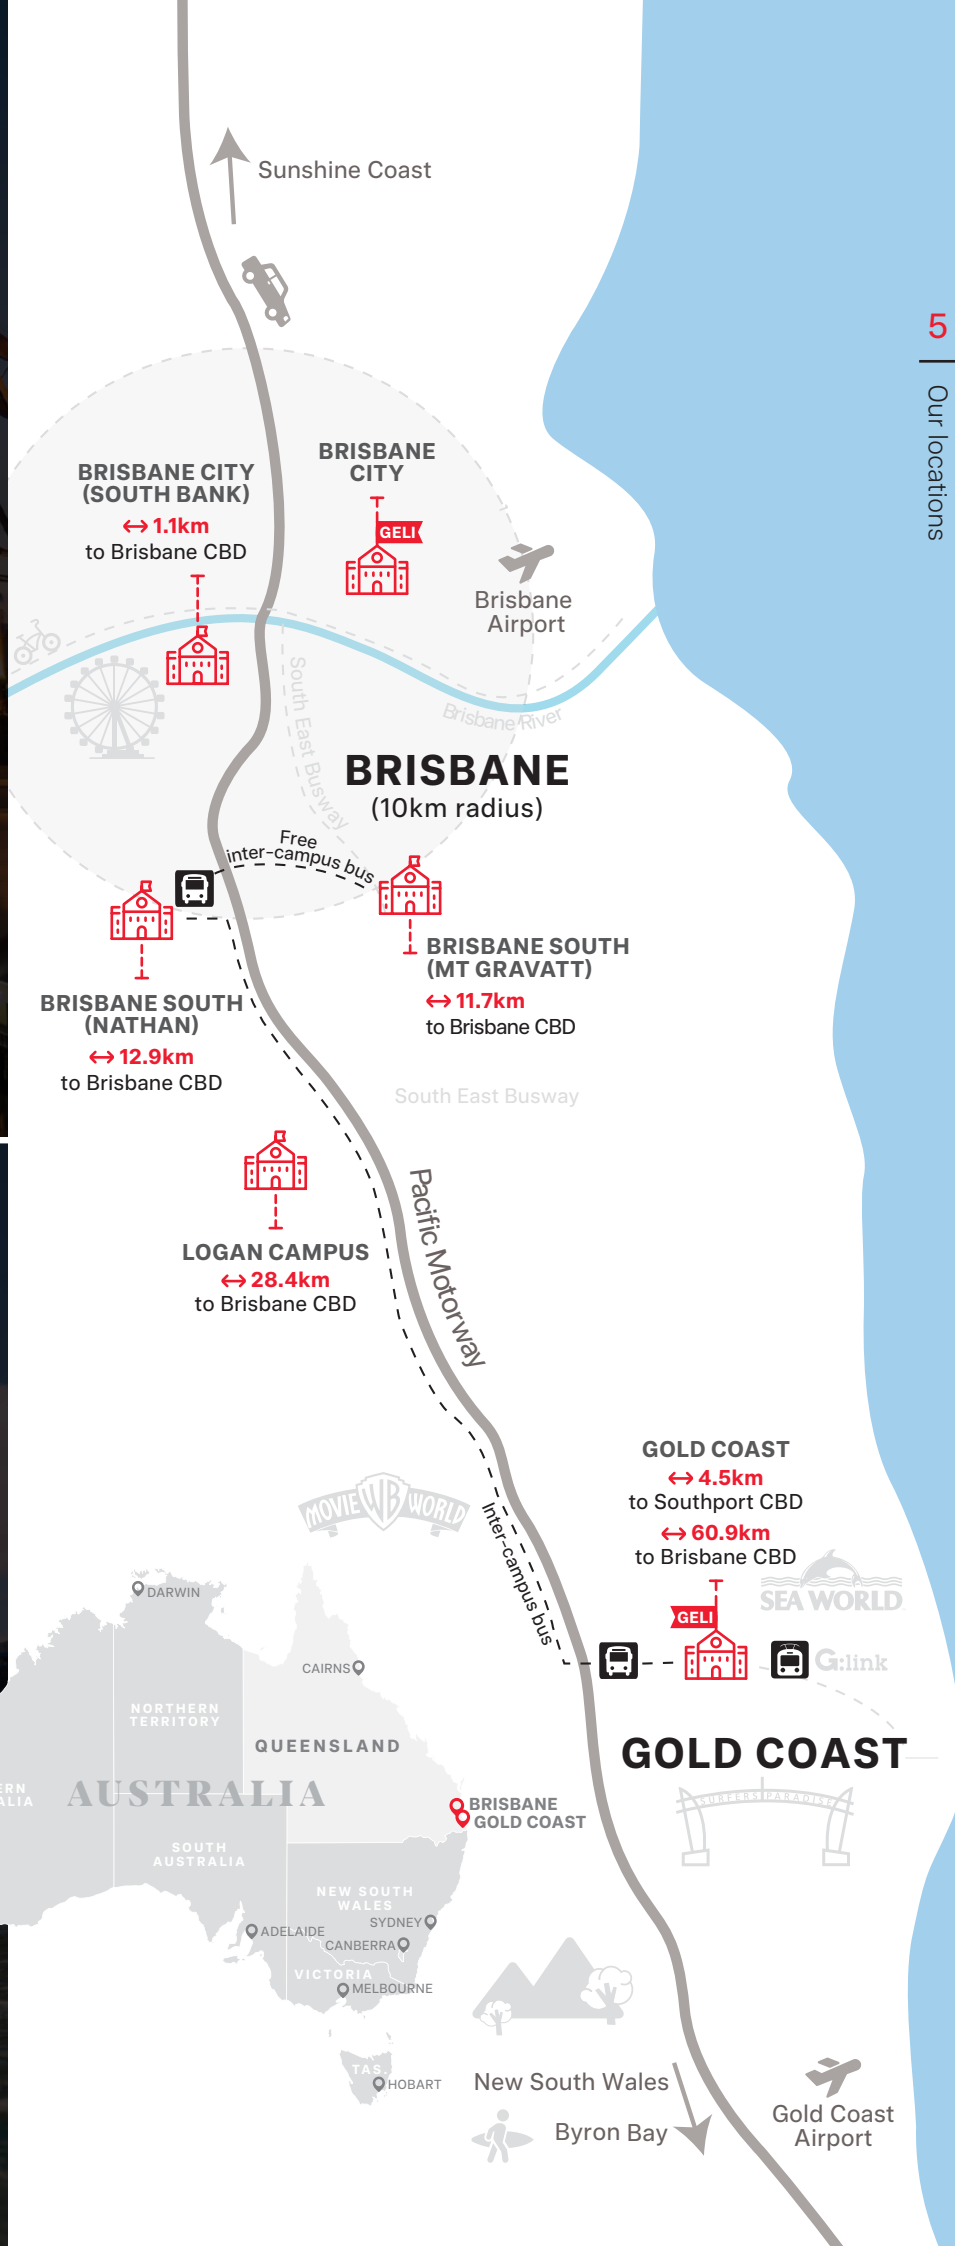 Sunshine Coast
5
Our locations
BRISBANE CITY
(SOUTH BANK)
↔ 1.1km
to Brisbane CBD
BRISBANE
CITY
GELI
Brisbane
Airport
South East Busway
Brisbane River
BRISBANE
(10km radius)
Free
inter-campus bus
BRISBANE SOUTH
(NATHAN)
↔ 12.9km
to Brisbane CBD
BRISBANE SOUTH
(MT GRAVATT)
↔ 11.7km
to Brisbane CBD
South East Busway
LOGAN CAMPUS
↔ 28.4km
to Brisbane CBD
Pacific Motorway
GOLD COAST
↔ 4.5km
to Southport CBD
↔ 60.9km
to Brisbane CBD
MOVIE WB WORLD
Inter-campus bus
SEA WORLD
GELI
G:link
GOLD COAST
SURFERS PARADISE
DARWIN
CAIRNS
NORTHERN
TERRITORY
QUEENSLAND
AUSTRALIA
ERN
ALIA
BRISBANE
GOLD COAST
SOUTH
AUSTRALIA
NEW SOUTH
WALES
SYDNEY
ADELAIDE
CANBERRA
VICTORIA
MELBOURNE
TAS.
HOBART
New South Wales
Byron Bay
Gold Coast
Airport